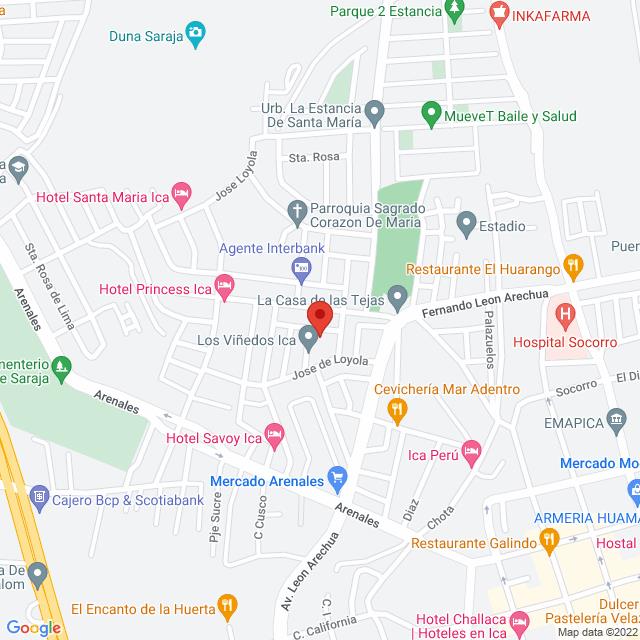 a
Parque 2 Estancia
INKAFARMA
Duna Saraja
Urb. La Estancia
De Santa María
MueveT Baile y Salud
Sta. Rosa
a
a
Jose Loyola
Hotel Santa Maria Ica
Parroquia Sagrado
Corazon De Maria
Estadio
Agente Interbank
Puer
Sta. Rosa de Lima
Restaurante El Huarango
Hotel Princess Ica
La Casa de las Tejas
Fernando Leon Arechua
Arenales
Palazuelos
H
Hospital Socorro
Los Viñedos Ica
Jose de Loyola
menterio
e Saraja
Socorro
El Di
Arenales
Cevichería Mar Adentro
EMAPICA
Hotel Savoy Ica
Ica Perú
Mercado Mo
Mercado Arenales
Cajero Bcp & Scotiabank
Pje Sucre
C Cusco
Arenales
Diaz
Chota
ARMERIA HUAMA
Restaurante Galindo
Hostal
Av. Leon Arechua
a De
alom
El Encanto de la Huerta
C. I
C. California
Hotel Challaca
| Hoteles en Ica
Dulcer
Pastelería Velaz
Google
Map data ©2022